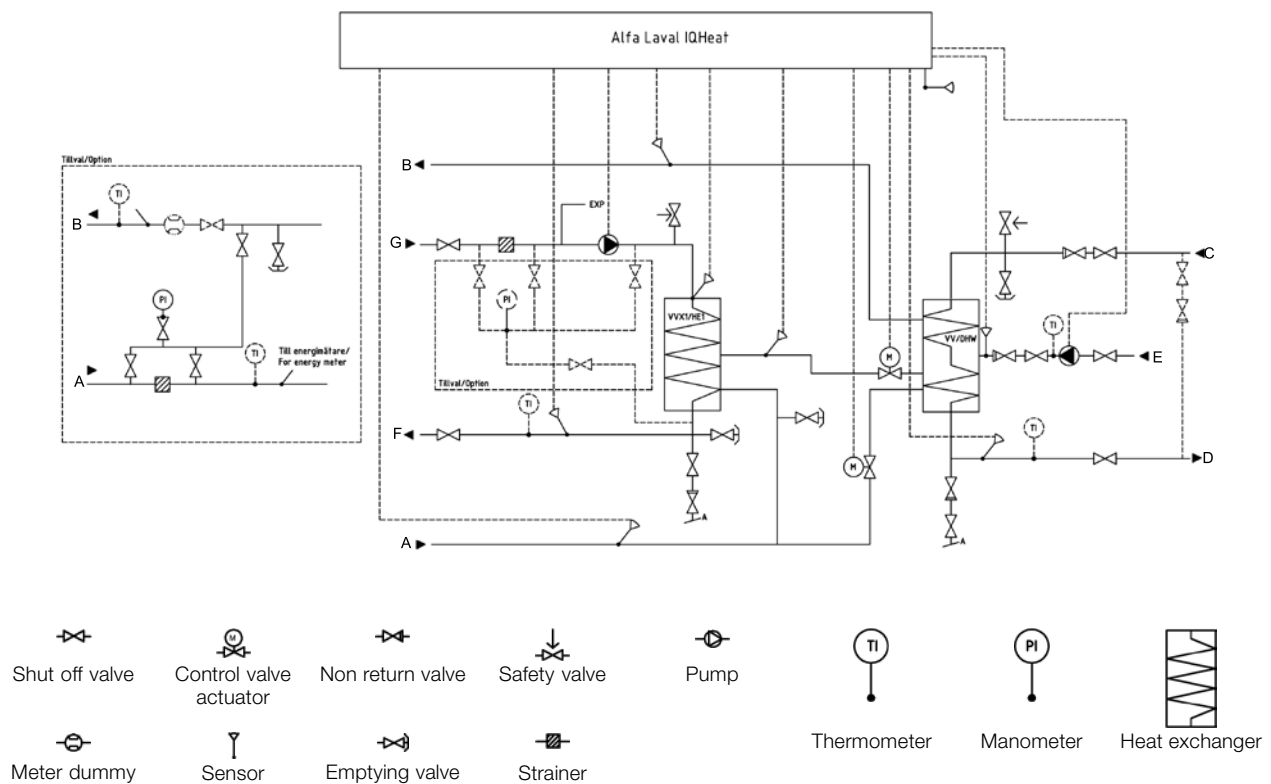 Alfa Laval IQHeat
Tillval/Option
TI
B
PI
A
TI
Till energimätare/
For energy meter
B
EXP
G
PI
Tillval/Option
VVX1/HE1
TI
F
A
A
M
M
C
VV/DHW
TI
E
TI
D
A
Shut off valve
M
Control valve
actuator
Non return valve
Safety valve
Pump
TI
Thermometer
PI
Manometer
Heat exchanger
Meter dummy
Sensor
Emptying valve
Strainer